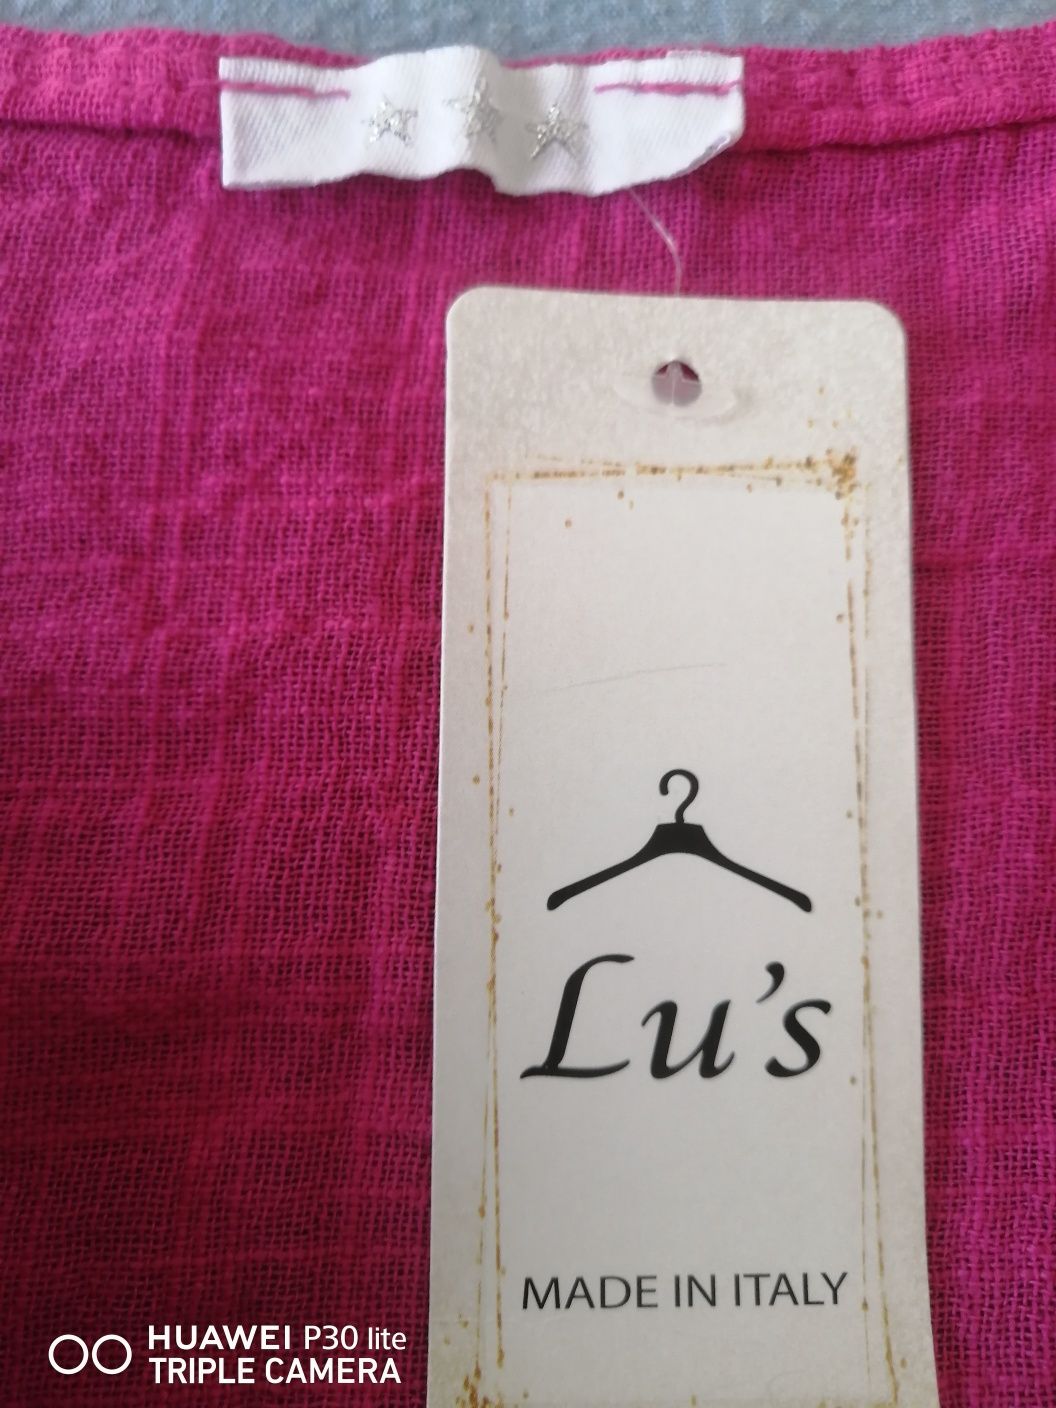 Lu's
MADE IN ITALY
HUAWEI P30 lite
TRIPLE CAMERA